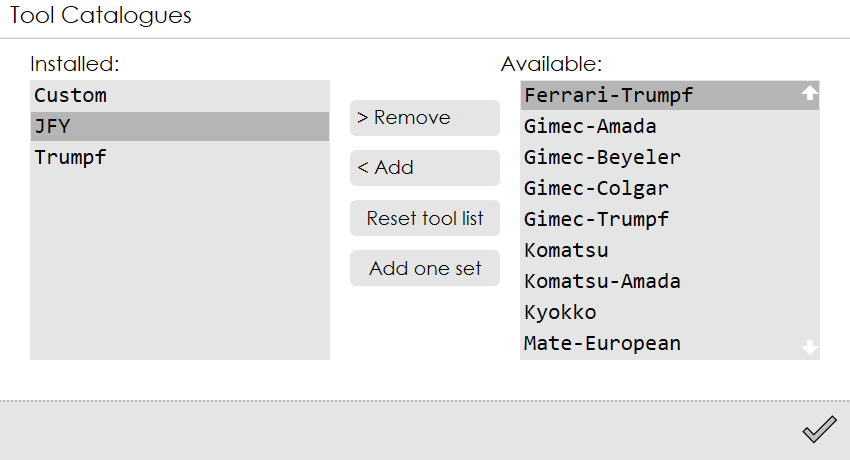 Tool Catalogues
Installed:
Custom
JFY
Trumpf
> Remove
< Add
Reset tool list
Add one set
Available:
Ferrari-Trumpf
Gimec-Amada
Gimec-Beyeler
Gimec-Colgar
Gimec-Trumpf
Komatsu
Komatsu-Amada
Kyokko
Mate-European